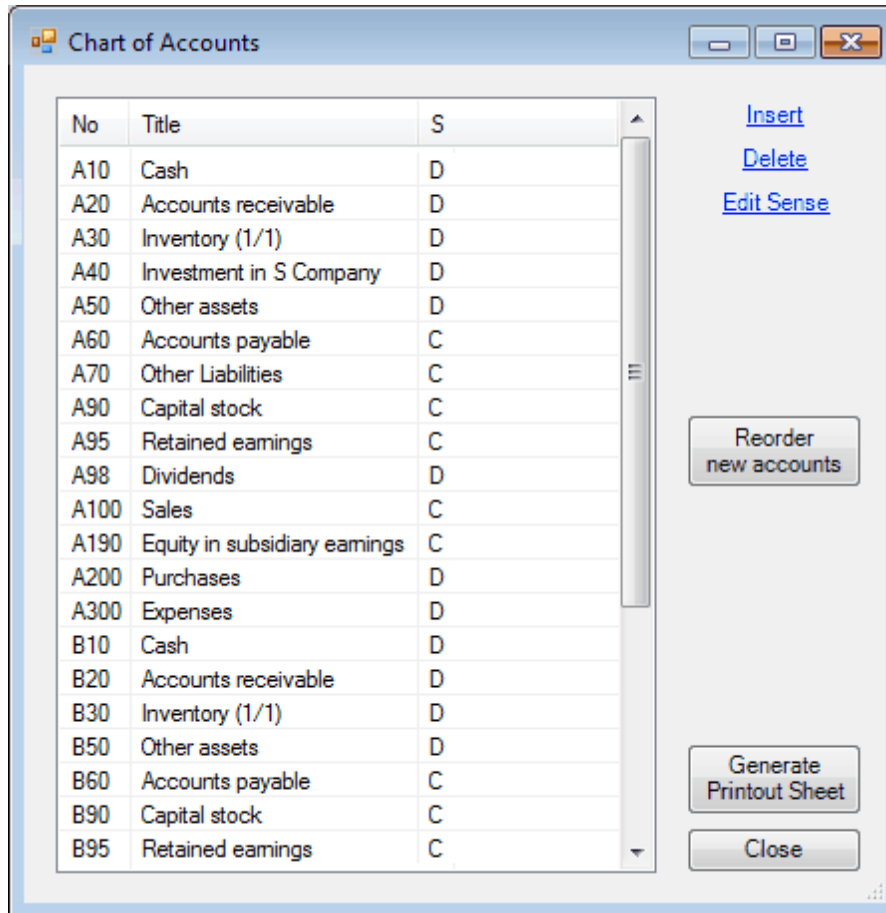 Chart of Accounts
No Title S
A10 Cash D
A20 Accounts receivable D
A30 Inventory (1/1) D
A40 Investment in S Company D
A50 Other assets D
A60 Accounts payable C
A70 Other Liabilities C
A90 Capital stock C
A95 Retained earnings C
A98 Dividends D
A100 Sales C
A190 Equity in subsidiary earnings C
A200 Purchases D
A300 Expenses D
B10 Cash D
B20 Accounts receivable D
B30 Inventory (1/1) D
B50 Other assets D
B60 Accounts payable C
B90 Capital stock C
B95 Retained earnings C
Insert
Delete
Edit Sense
Reorder
new accounts
Generate
Printout Sheet
Close